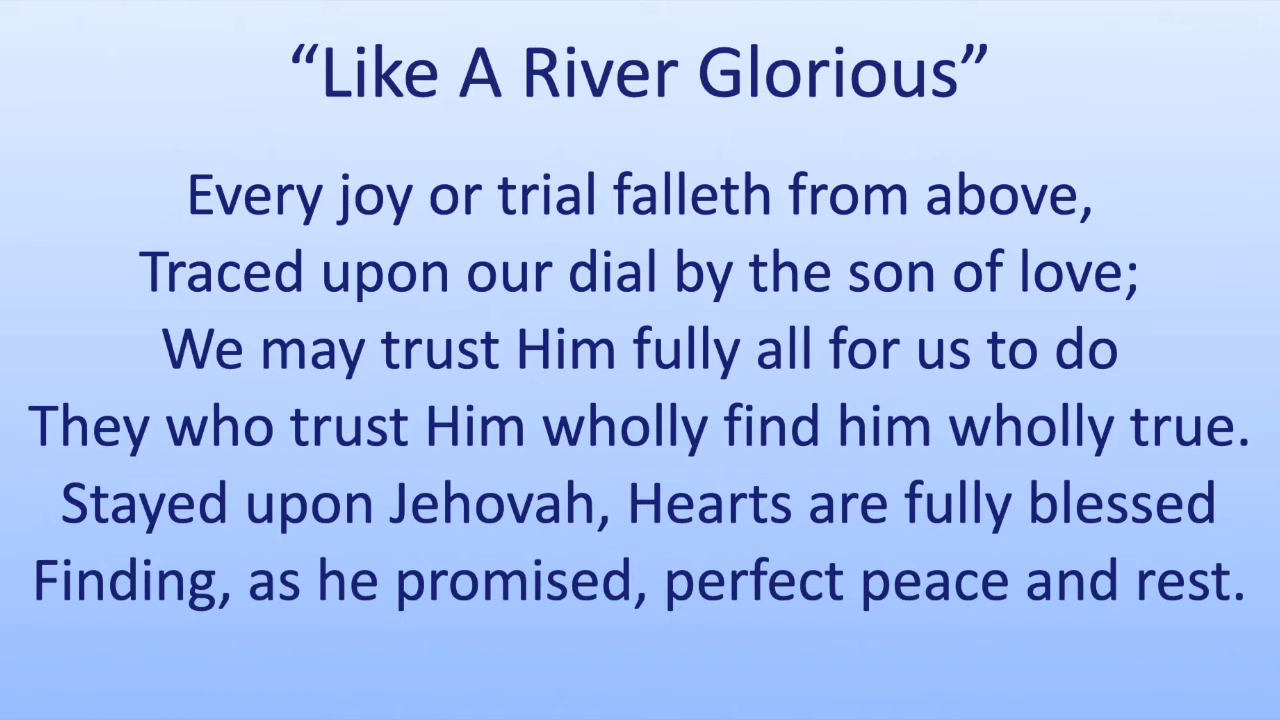 “Like A River Glorious”
Every joy or trial falleth from above,
Traced upon our dial by the son of love;
We may trust Him fully all for us to do
They who trust Him wholly find him wholly true.
Stayed upon Jehovah, Hearts are fully blessed
Finding, as he promised, perfect peace and rest.